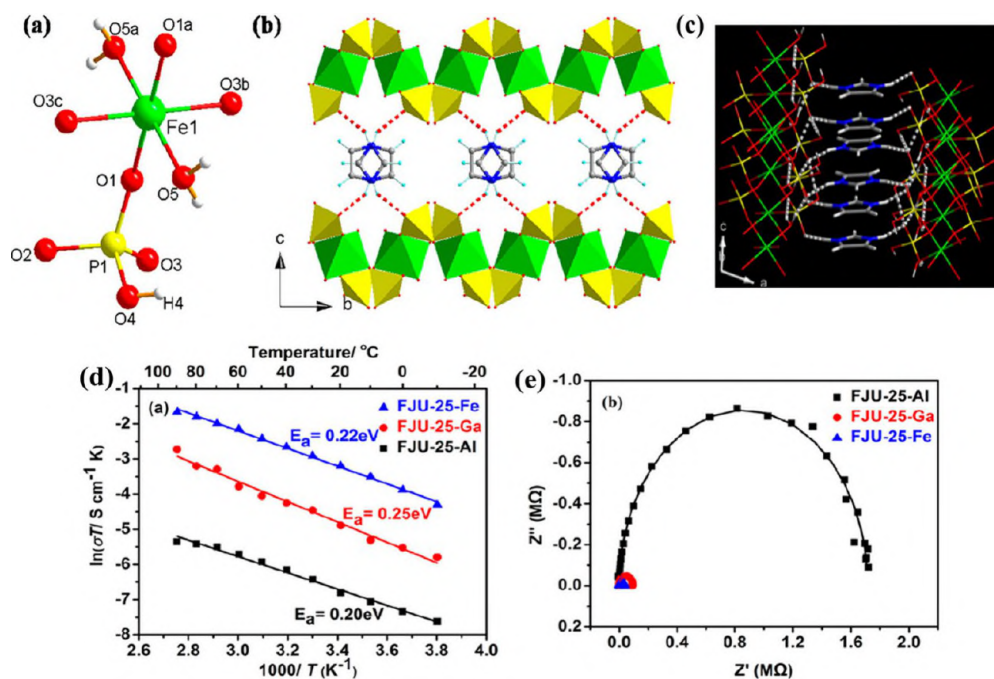 (a)
O5a
O1a
O3b
O3c
Fe1
O1
O5
O2
P1
O3
O4
H4
(b)
c
b
(c)
c
a
(d)
Temperature/ °C
100 80 60 40 20 0 -20
(a)
FJU-25-Fe
FJU-25-Ga
FJU-25-Al
Ea= 0.22eV
Ea= 0.25eV
Ea= 0.20eV
ln(σT/ S cm⁻¹ K)
-1
-2
-3
-4
-5
-6
-7
-8
2.6 2.8 3.0 3.2 3.4 3.6 3.8 4.0
1000/ T (K⁻¹)
(e)
(b)
FJU-25-Al
FJU-25-Ga
FJU-25-Fe
Z'' (MΩ)
-1.0
-0.8
-0.6
-0.4
-0.2
0.0
0.2
0.0 0.4 0.8 1.2 1.6 2.0
Z' (MΩ)